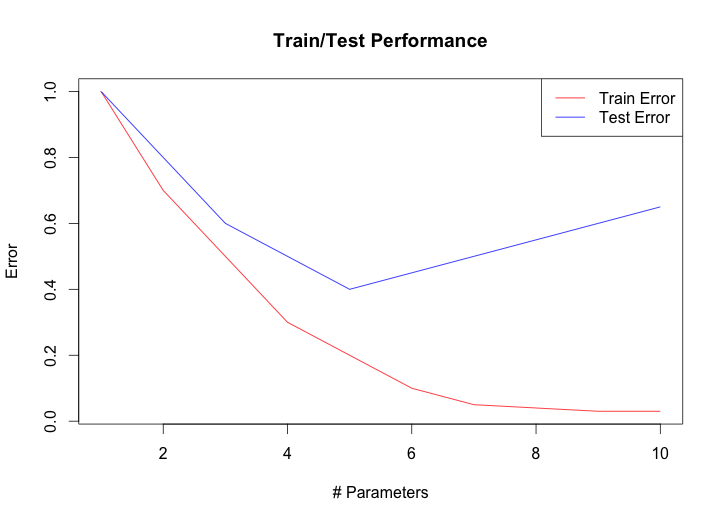 Train/Test Performance
Train Error
Test Error
1.0
0.8
0.6
0.4
0.2
0.0
Error
2 4 6 8 10
# Parameters